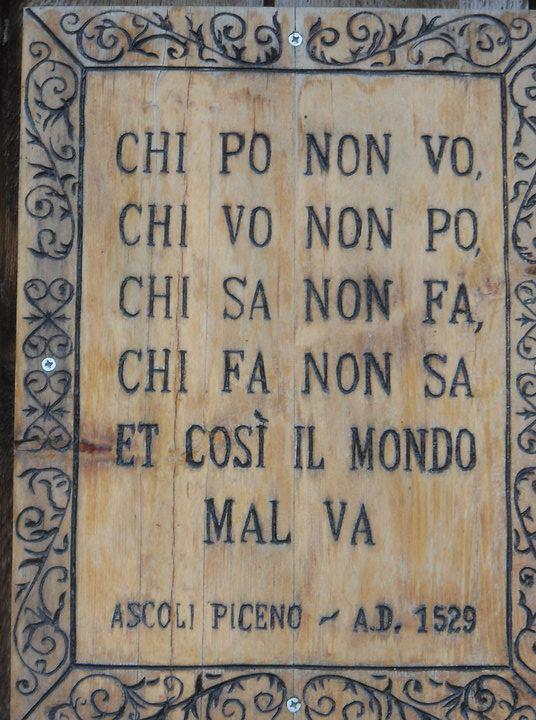 CHI PO NON VO,
CHI VO NON PO,
CHI SA NON FA,
CHI FA NON SA
ET COSÌ IL MONDO
MAL VA
ASCOLI PICENO ~ A.D. 1529